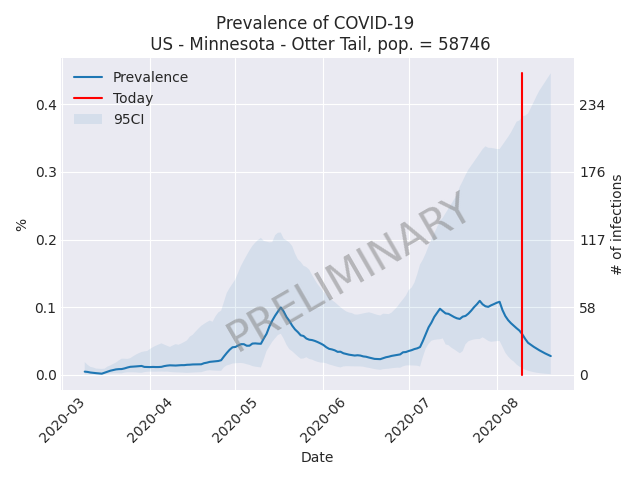 Prevalence of COVID-19
US - Minnesota - Otter Tail, pop. = 58746
Prevalence
Today
95CI
0.4
0.3
0.2
0.1
0.0
%
234
176
117
58
0
# of infections
PRELIMINARY
2020-03
2020-04
2020-05
2020-06
2020-07
2020-08
Date